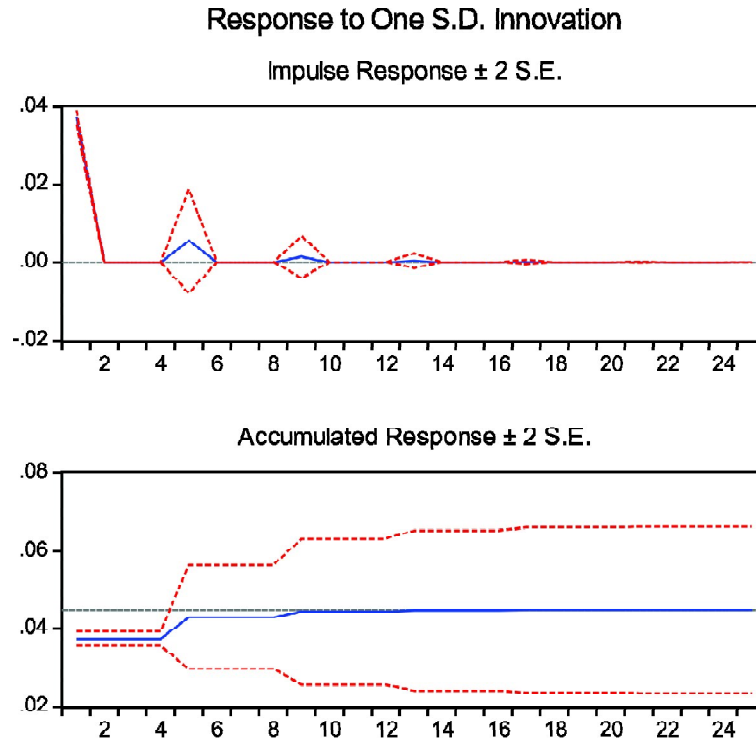 Response to One S.D. Innovation
Impulse Response ± 2 S.E.
.04
.02
.00
-.02
2 4 6 8 10 12 14 16 18 20 22 24
Accumulated Response ± 2 S.E.
.08
.06
.04
.02
2 4 6 8 10 12 14 16 18 20 22 24